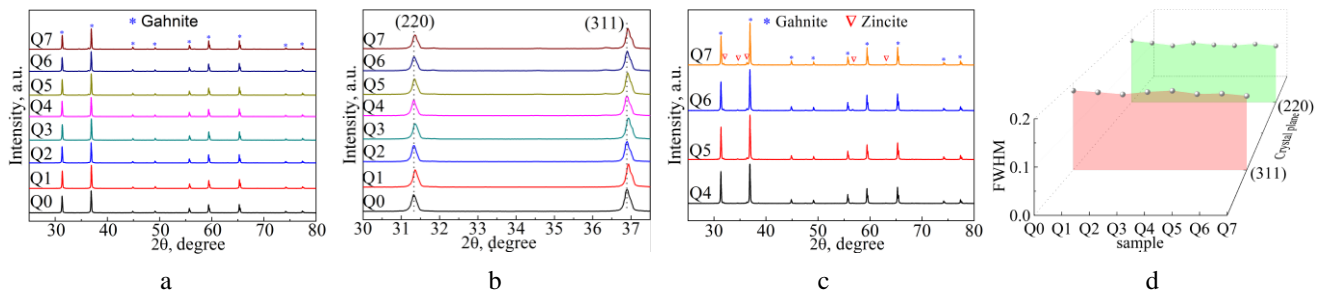 * Gahnite
Intensity, a.u.
Q7
Q6
Q5
Q4
Q3
Q2
Q1
Q0
30 40 50 60 70 80
2θ, degree
a
(220) (311)
Intensity, a.u.
Q7
Q6
Q5
Q4
Q3
Q2
Q1
Q0
30 31 32 33 34 35 36 37
2θ, degree
b
* Gahnite ∇ Zincite
Intensity, a.u.
Q7
Q6
Q5
Q4
30 40 50 60 70 80
2θ, degree
c
FWHM
0.2
0.1
0.0
Q0 Q1 Q2 Q3 Q4 Q5 Q6 Q7
sample
(220)
Crystal plane
(311)
d